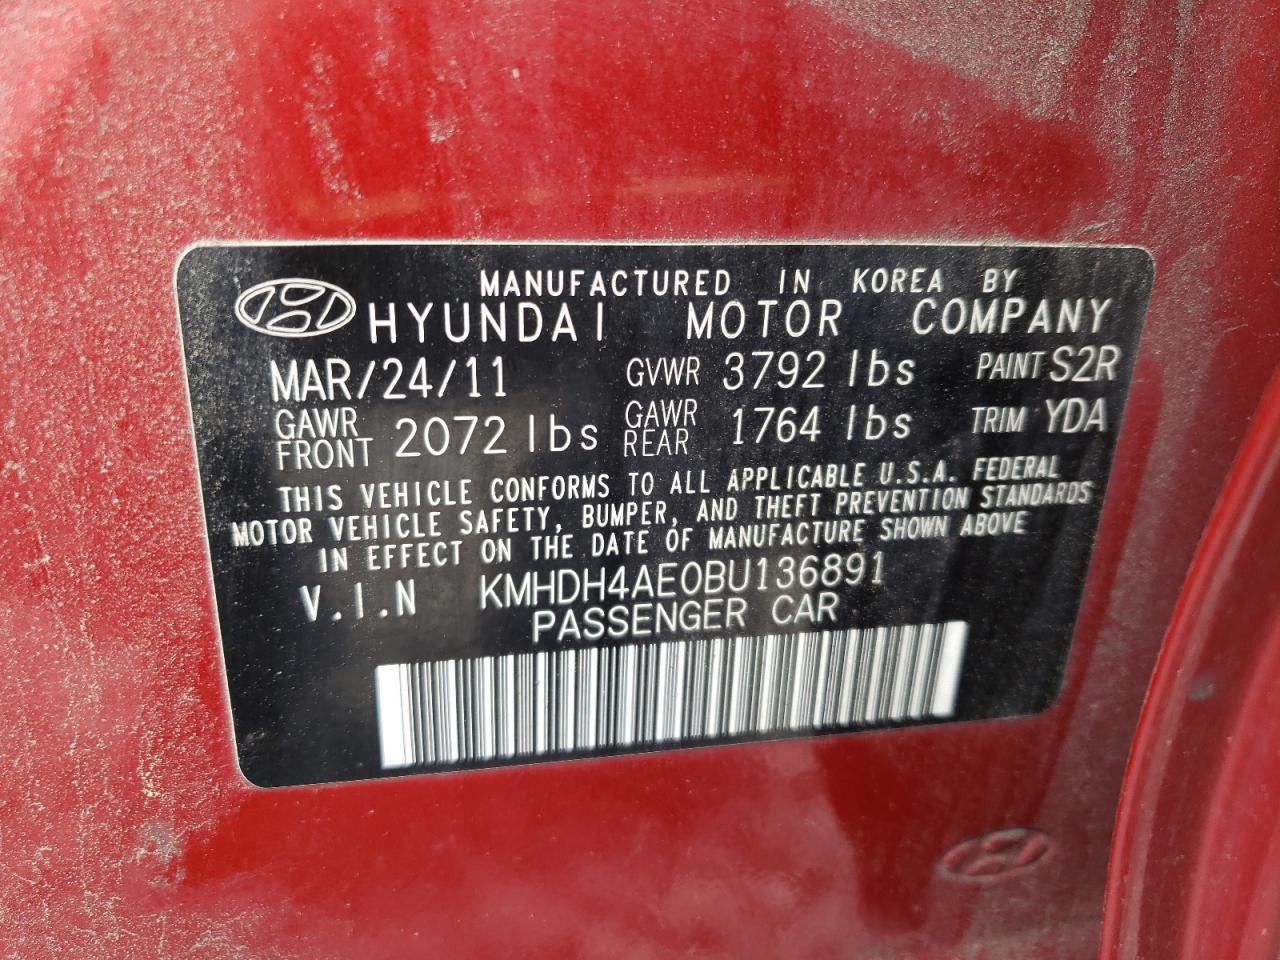 MANUFACTURED IN KOREA BY
HYUNDAI MOTOR COMPANY
MAR/24/11 GVWR 3792 lbs PAINT S2R
GAWR FRONT 2072 lbs GAWR REAR 1764 lbs TRIM YDA
THIS VEHICLE CONFORMS TO ALL APPLICABLE U.S.A. FEDERAL
MOTOR VEHICLE SAFETY, BUMPER, AND THEFT PREVENTION STANDARDS
IN EFFECT ON THE DATE OF MANUFACTURE SHOWN ABOVE
V.I.N KMHDH4AE0BU136891
PASSENGER CAR